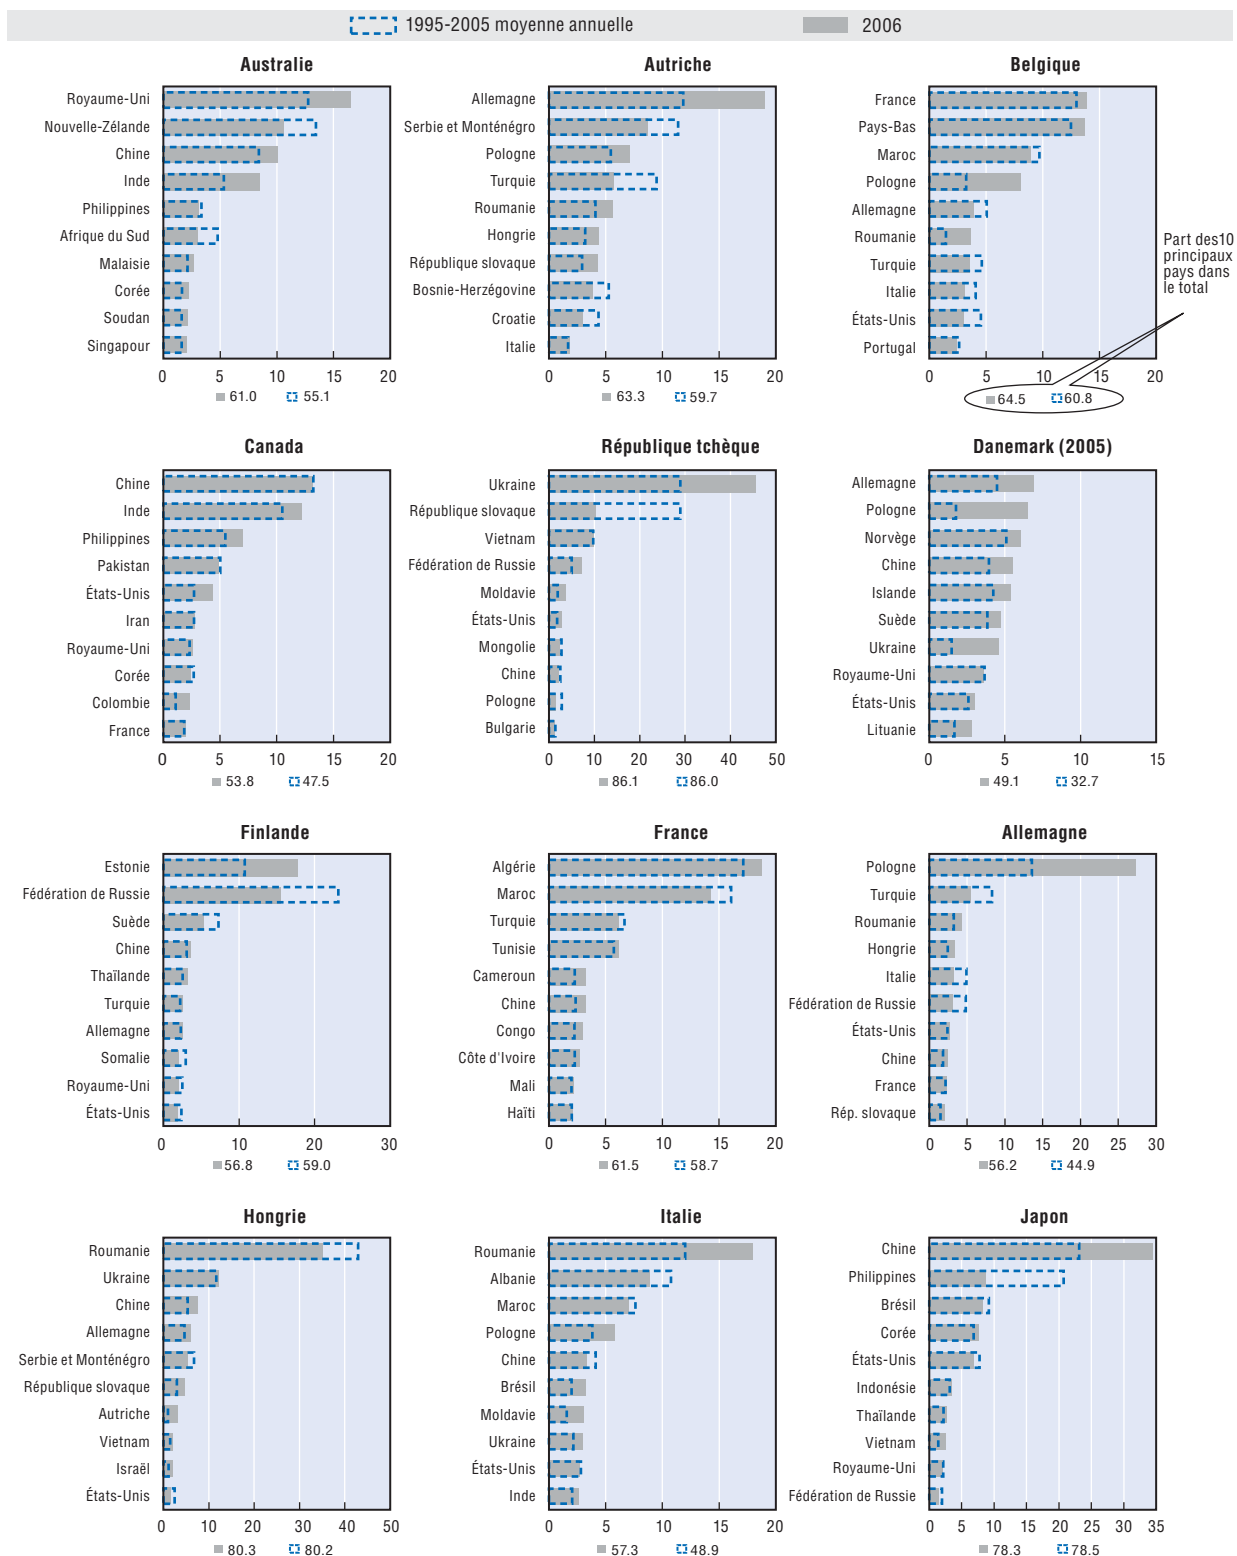 1995-2005 moyenne annuelle
2006
Australie
Royaume-Uni
Nouvelle-Zélande
Chine
Inde
Philippines
Afrique du Sud
Malaisie
Corée
Soudan
Singapour
0 5 10 15 20
61.0 55.1
Autriche
Allemagne
Serbie et Monténégro
Pologne
Turquie
Roumanie
Hongrie
République slovaque
Bosnie-Herzégovine
Croatie
Italie
0 5 10 15 20
63.3 59.7
Belgique
France
Pays-Bas
Maroc
Pologne
Allemagne
Roumanie
Turquie
Italie
États-Unis
Portugal
0 5 10 15 20
64.5 60.8
Part des10
principaux
pays dans
le total
Canada
Chine
Inde
Philippines
Pakistan
États-Unis
Iran
Royaume-Uni
Corée
Colombie
France
0 5 10 15 20
53.8 47.5
République tchèque
Ukraine
République slovaque
Vietnam
Fédération de Russie
Moldavie
États-Unis
Mongolie
Chine
Pologne
Bulgarie
0 10 20 30 40 50
86.1 86.0
Danemark (2005)
Allemagne
Pologne
Norvège
Chine
Islande
Suède
Ukraine
Royaume-Uni
États-Unis
Lituanie
0 5 10 15
49.1 32.7
Finlande
Estonie
Fédération de Russie
Suède
Chine
Thaïlande
Turquie
Allemagne
Somalie
Royaume-Uni
États-Unis
0 10 20 30
56.8 59.0
France
Algérie
Maroc
Turquie
Tunisie
Cameroun
Chine
Congo
Côte d'Ivoire
Mali
Haïti
0 5 10 15 20
61.5 58.7
Allemagne
Pologne
Turquie
Roumanie
Hongrie
Italie
Fédération de Russie
États-Unis
Chine
France
Rép. slovaque
0 5 10 15 20 25 30
56.2 44.9
Hongrie
Roumanie
Ukraine
Chine
Allemagne
Serbie et Monténégro
République slovaque
Autriche
Vietnam
Israël
États-Unis
0 10 20 30 40 50
80.3 80.2
Italie
Roumanie
Albanie
Maroc
Pologne
Chine
Brésil
Moldavie
Ukraine
États-Unis
Inde
0 5 10 15 20
57.3 48.9
Japon
Chine
Philippines
Brésil
Corée
États-Unis
Indonésie
Thaïlande
Vietnam
Royaume-Uni
Fédération de Russie
0 5 10 15 20 25 30 35
78.3 78.5